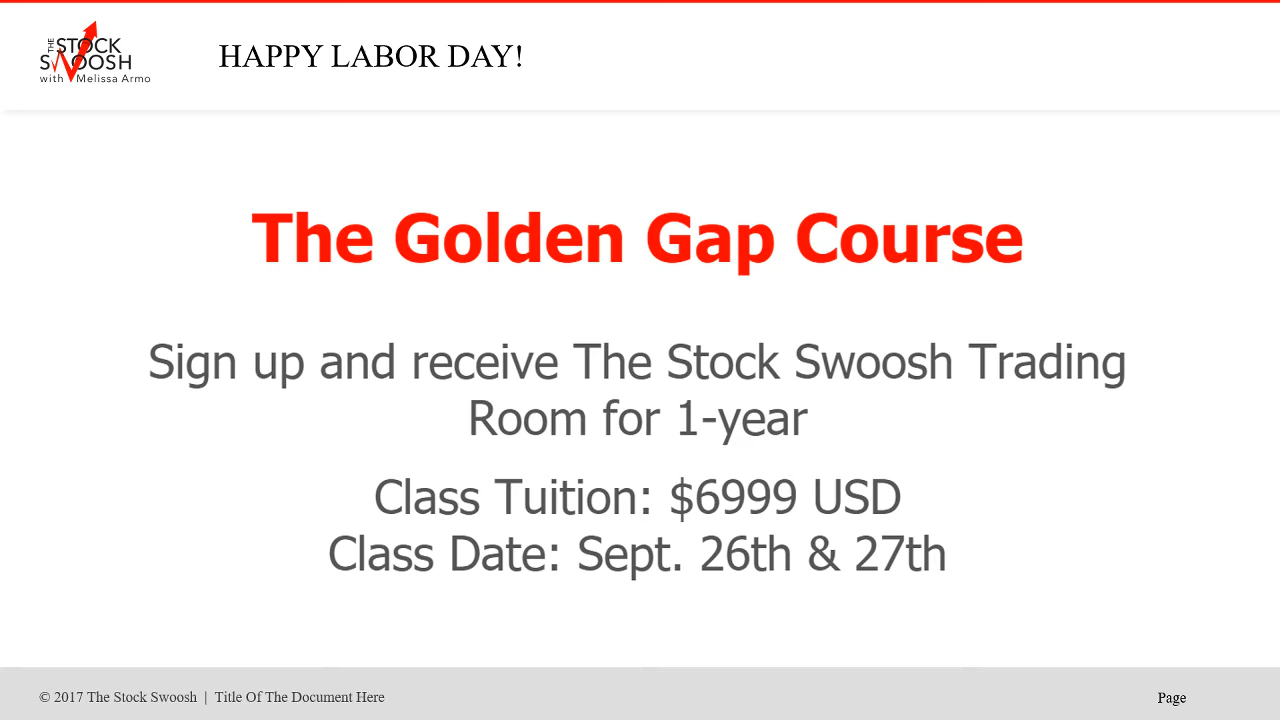 THE STOCK
SWOOSH
with Melissa Armo
HAPPY LABOR DAY!
The Golden Gap Course
Sign up and receive The Stock Swoosh Trading
Room for 1-year
Class Tuition: $6999 USD
Class Date: Sept. 26th & 27th
© 2017 The Stock Swoosh | Title Of The Document Here
Page